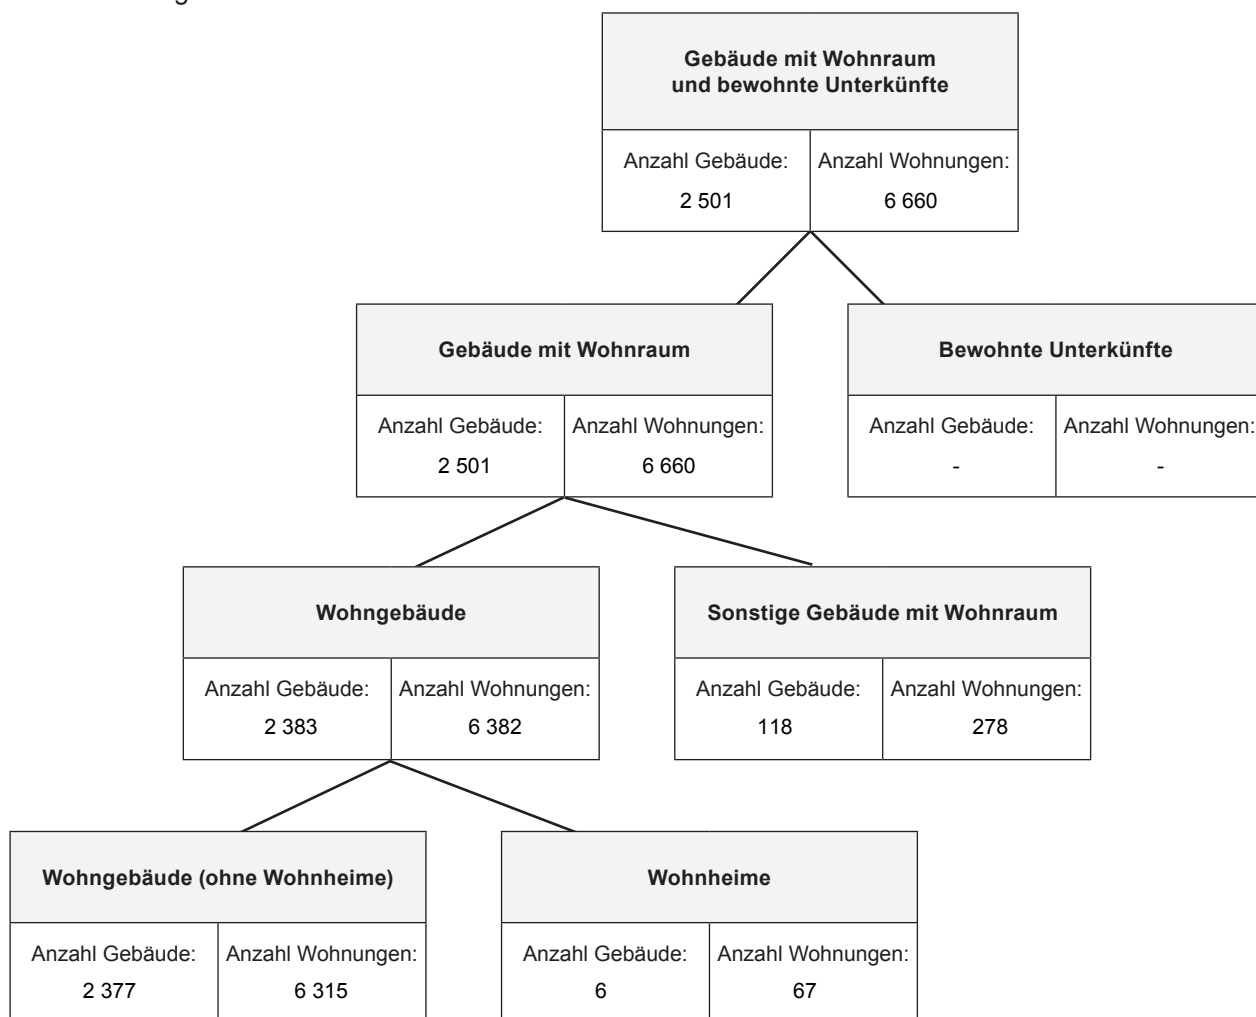 Gebäude mit Wohnraum
und bewohnte Unterkünfte
Anzahl Gebäude:
2 501
Anzahl Wohnungen:
6 660
Gebäude mit Wohnraum
Anzahl Gebäude:
2 501
Anzahl Wohnungen:
6 660
Bewohnte Unterkünfte
Anzahl Gebäude:
-
Anzahl Wohnungen:
-
Wohngebäude
Anzahl Gebäude:
2 383
Anzahl Wohnungen:
6 382
Sonstige Gebäude mit Wohnraum
Anzahl Gebäude:
118
Anzahl Wohnungen:
278
Wohngebäude (ohne Wohnheime)
Anzahl Gebäude:
2 377
Anzahl Wohnungen:
6 315
Wohnheime
Anzahl Gebäude:
6
Anzahl Wohnungen:
67